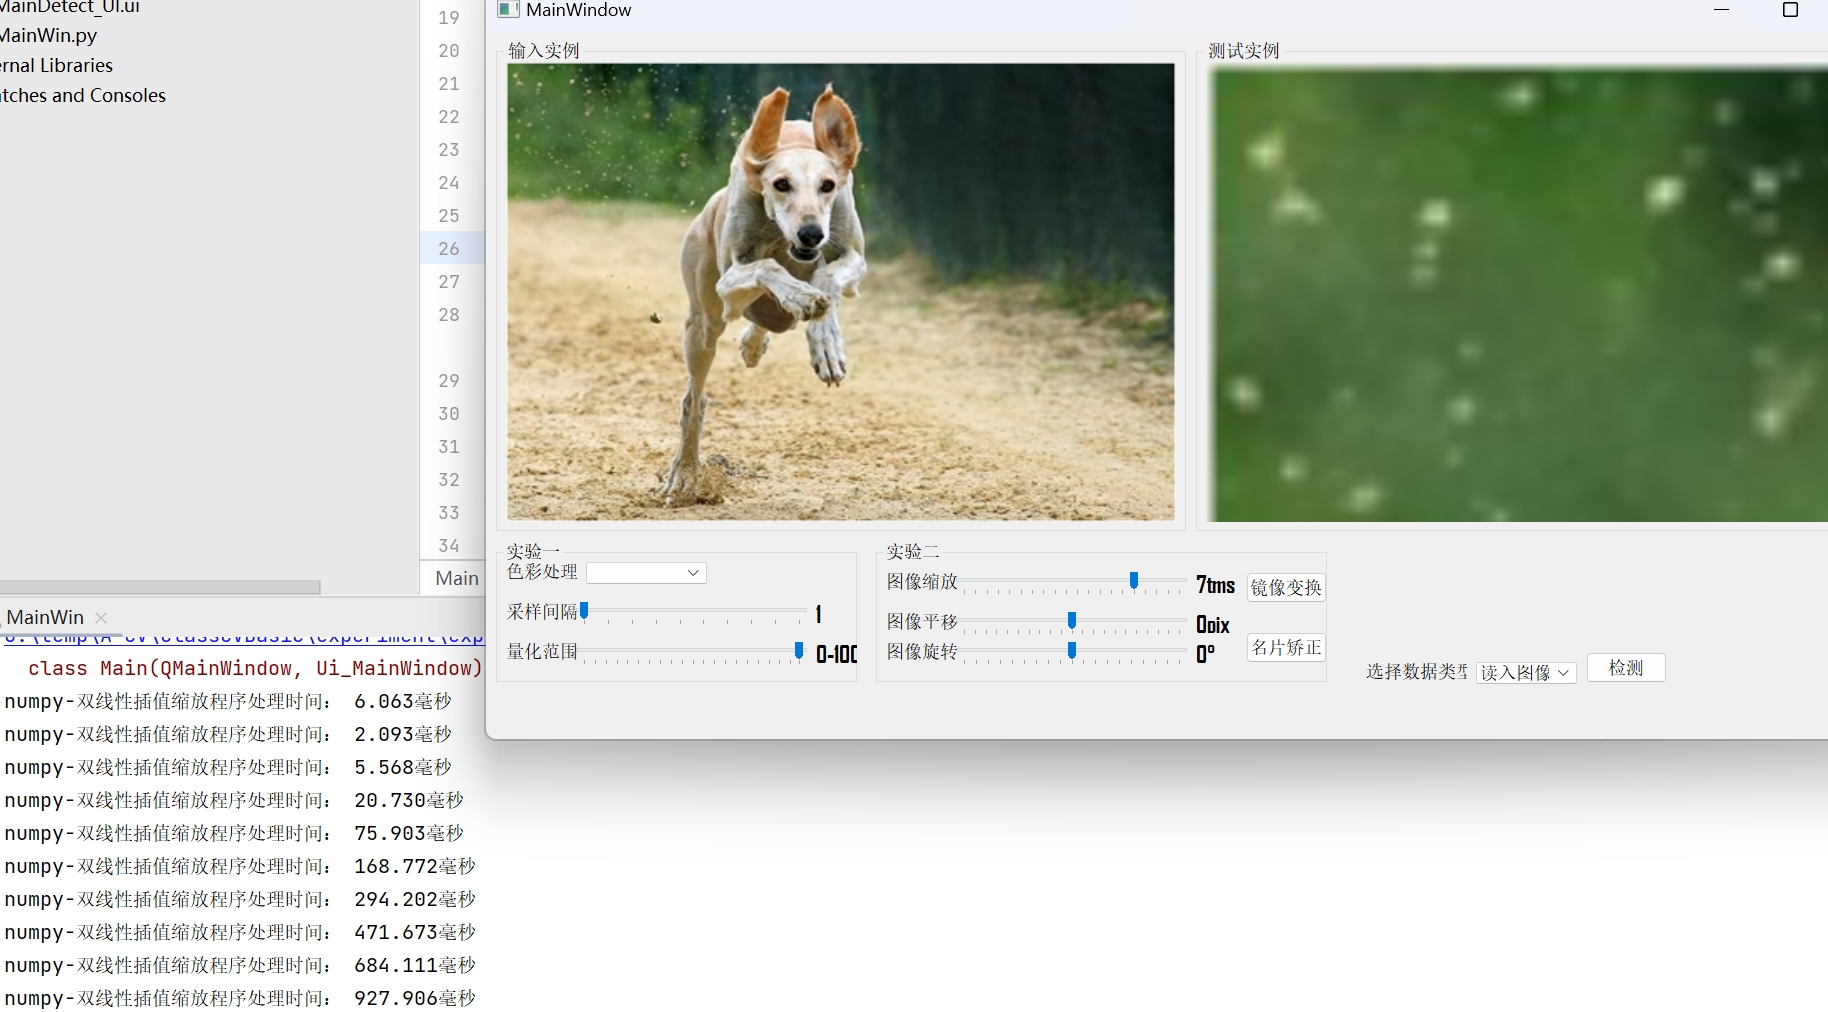 MainDetect_UI.ui
MainWin.py
ernal Libraries
atches and Consoles
19
20
21
22
23
24
25
26
27
28
29
30
31
32
33
34
Main
MainWindow
输入实例
测试实例
实验一
色彩处理
采样间隔
1
量化范围
0-100
实验二
图像缩放
7tms
镜像变换
图像平移
0pix
图像旋转
0°
名片矫正
选择数据类型
读入图像
检测
MainWin
class Main(QMainWindow, Ui_MainWindow)
numpy-双线性插值缩放程序处理时间： 6.063毫秒
numpy-双线性插值缩放程序处理时间： 2.093毫秒
numpy-双线性插值缩放程序处理时间： 5.568毫秒
numpy-双线性插值缩放程序处理时间： 20.730毫秒
numpy-双线性插值缩放程序处理时间： 75.903毫秒
numpy-双线性插值缩放程序处理时间： 168.772毫秒
numpy-双线性插值缩放程序处理时间： 294.202毫秒
numpy-双线性插值缩放程序处理时间： 471.673毫秒
numpy-双线性插值缩放程序处理时间： 684.111毫秒
numpy-双线性插值缩放程序处理时间： 927.906毫秒